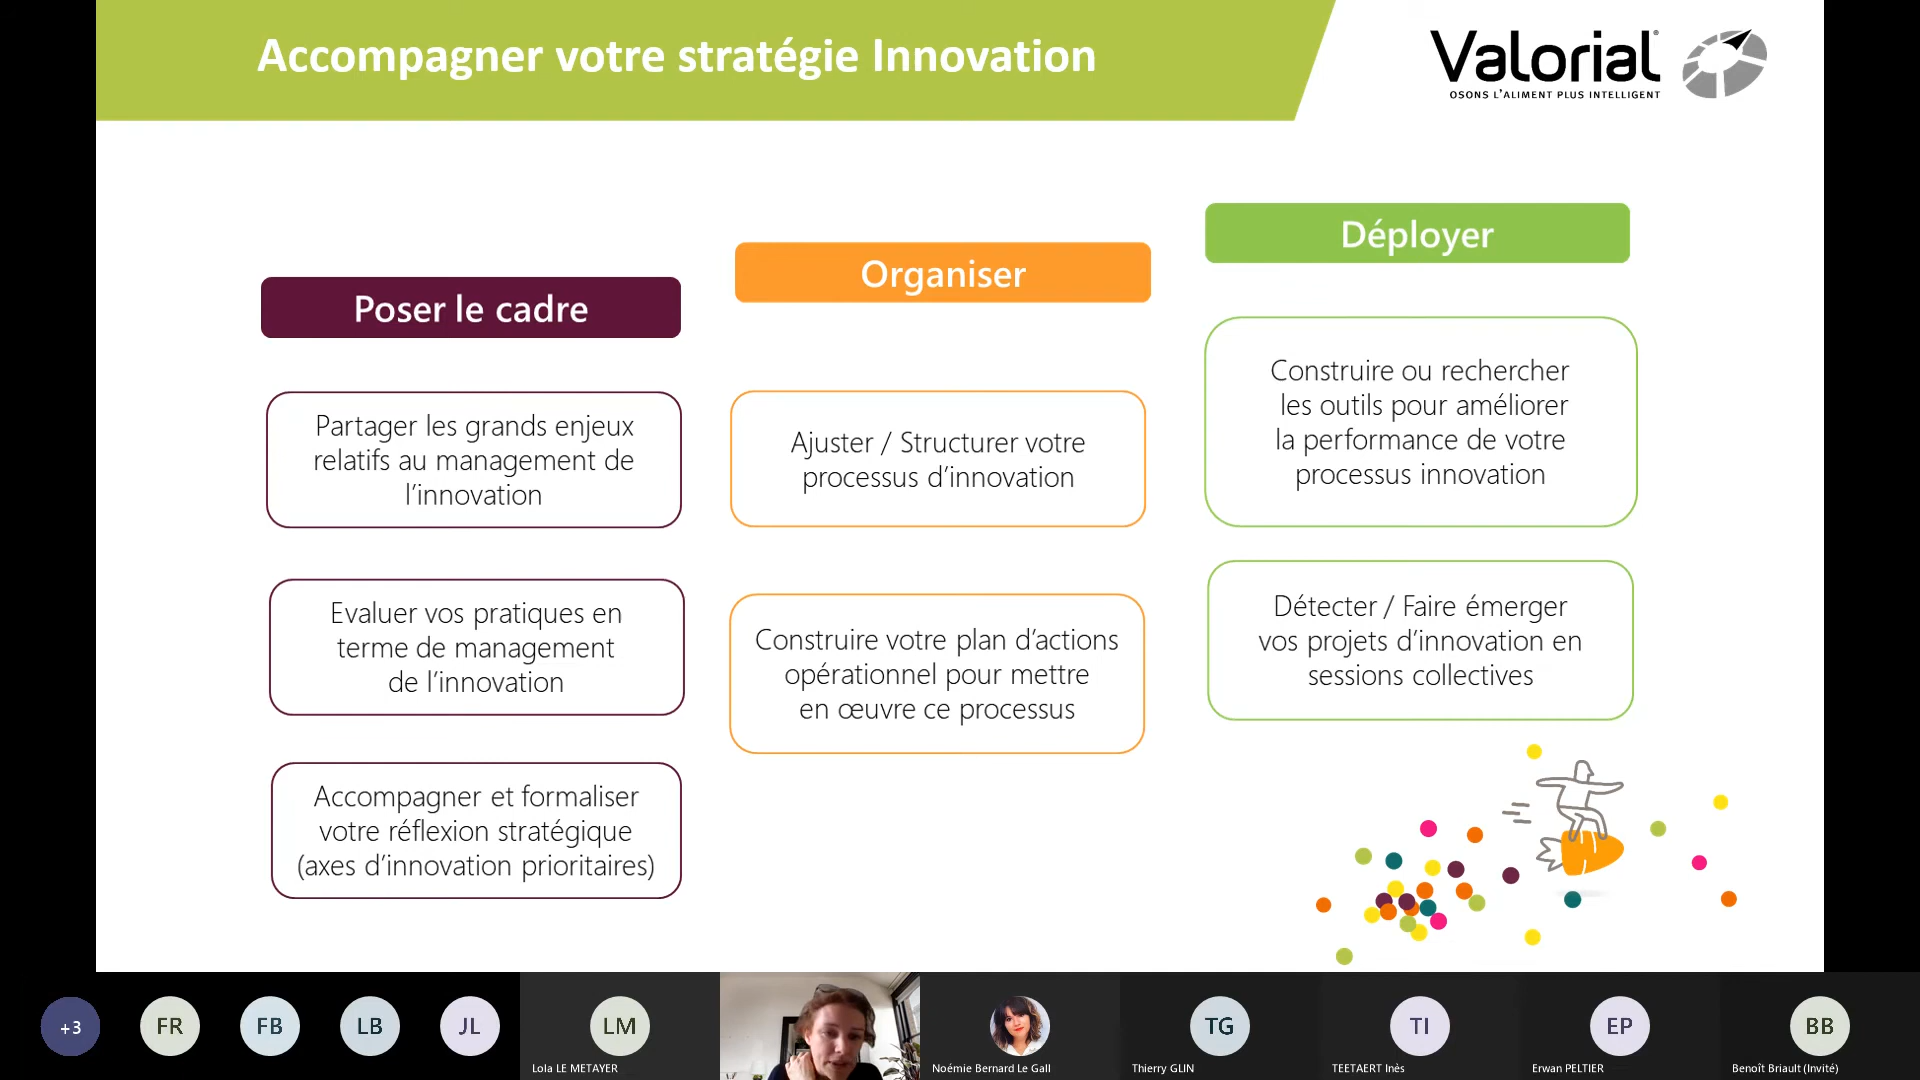 Accompagner votre stratégie Innovation
Valorial®
OSONS L'ALIMENT PLUS INTELLIGENT
Poser le cadre
Partager les grands enjeux
relatifs au management de
l'innovation
Evaluer vos pratiques en
terme de management
de l'innovation
Accompagner et formaliser
votre réflexion stratégique
(axes d'innovation prioritaires)
Organiser
Ajuster / Structurer votre
processus d'innovation
Construire votre plan d'actions
opérationnel pour mettre
en œuvre ce processus
Déployer
Construire ou rechercher
les outils pour améliorer
la performance de votre
processus innovation
Détecter / Faire émerger
vos projets d'innovation en
sessions collectives
+3
FR
FB
LB
JL
LM
Lola LE METAYER
Noémie Bernard Le Gall
TG
Thierry GLIN
TI
TEETAERT Inès
EP
Erwan PELTIER
BB
Benoît Briault (Invité)